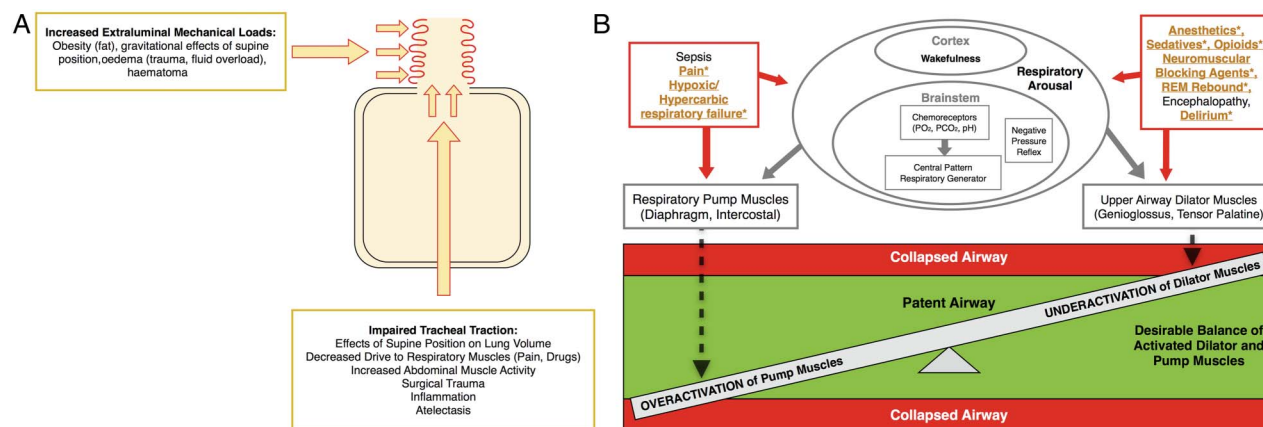 A
Increased Extraluminal Mechanical Loads:
Obesity (fat), gravitational effects of supine
position,oedema (trauma, fluid overload),
haematoma
Impaired Tracheal Traction:
Effects of Supine Position on Lung Volume
Decreased Drive to Respiratory Muscles (Pain, Drugs)
Increased Abdominal Muscle Activity
Surgical Trauma
Inflammation
Atelectasis
B
Sepsis
Pain*
Hypoxic/
Hypercarbic
respiratory failure*
Cortex
Wakefulness
Respiratory
Arousal
Brainstem
Chemoreceptors
(PO₂, PCO₂, pH)
Negative
Pressure
Reflex
Central Pattern
Respiratory Generator
Anesthetics*,
Sedatives*, Opioids*,
Neuromuscular
Blocking Agents*,
REM Rebound*,
Encephalopathy,
Delirium*
Respiratory Pump Muscles
(Diaphragm, Intercostal)
Upper Airway Dilator Muscles
(Genioglossus, Tensor Palatine)
Collapsed Airway
Patent Airway
UNDERACTIVATION of Dilator Muscles
Desirable Balance of
Activated Dilator and
Pump Muscles
OVERACTIVATION of Pump Muscles
Collapsed Airway